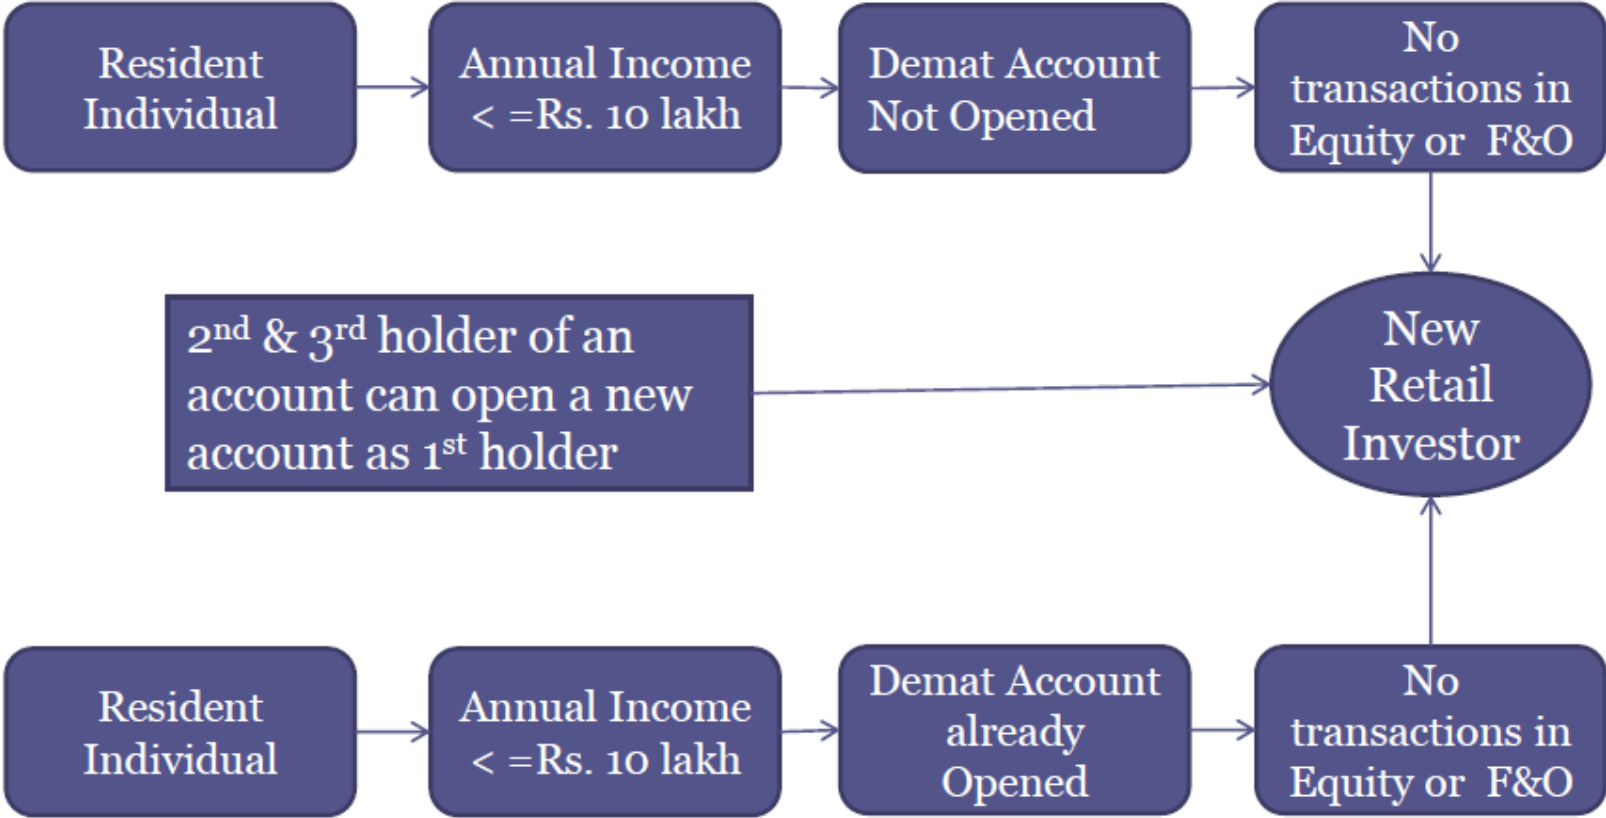 Resident
Individual
Annual Income
< =Rs. 10 lakh
Demat Account
Not Opened
No
transactions in
Equity or F&O
2nd & 3rd holder of an
account can open a new
account as 1st holder
New
Retail
Investor
Resident
Individual
Annual Income
< =Rs. 10 lakh
Demat Account
already
Opened
No
transactions in
Equity or F&O